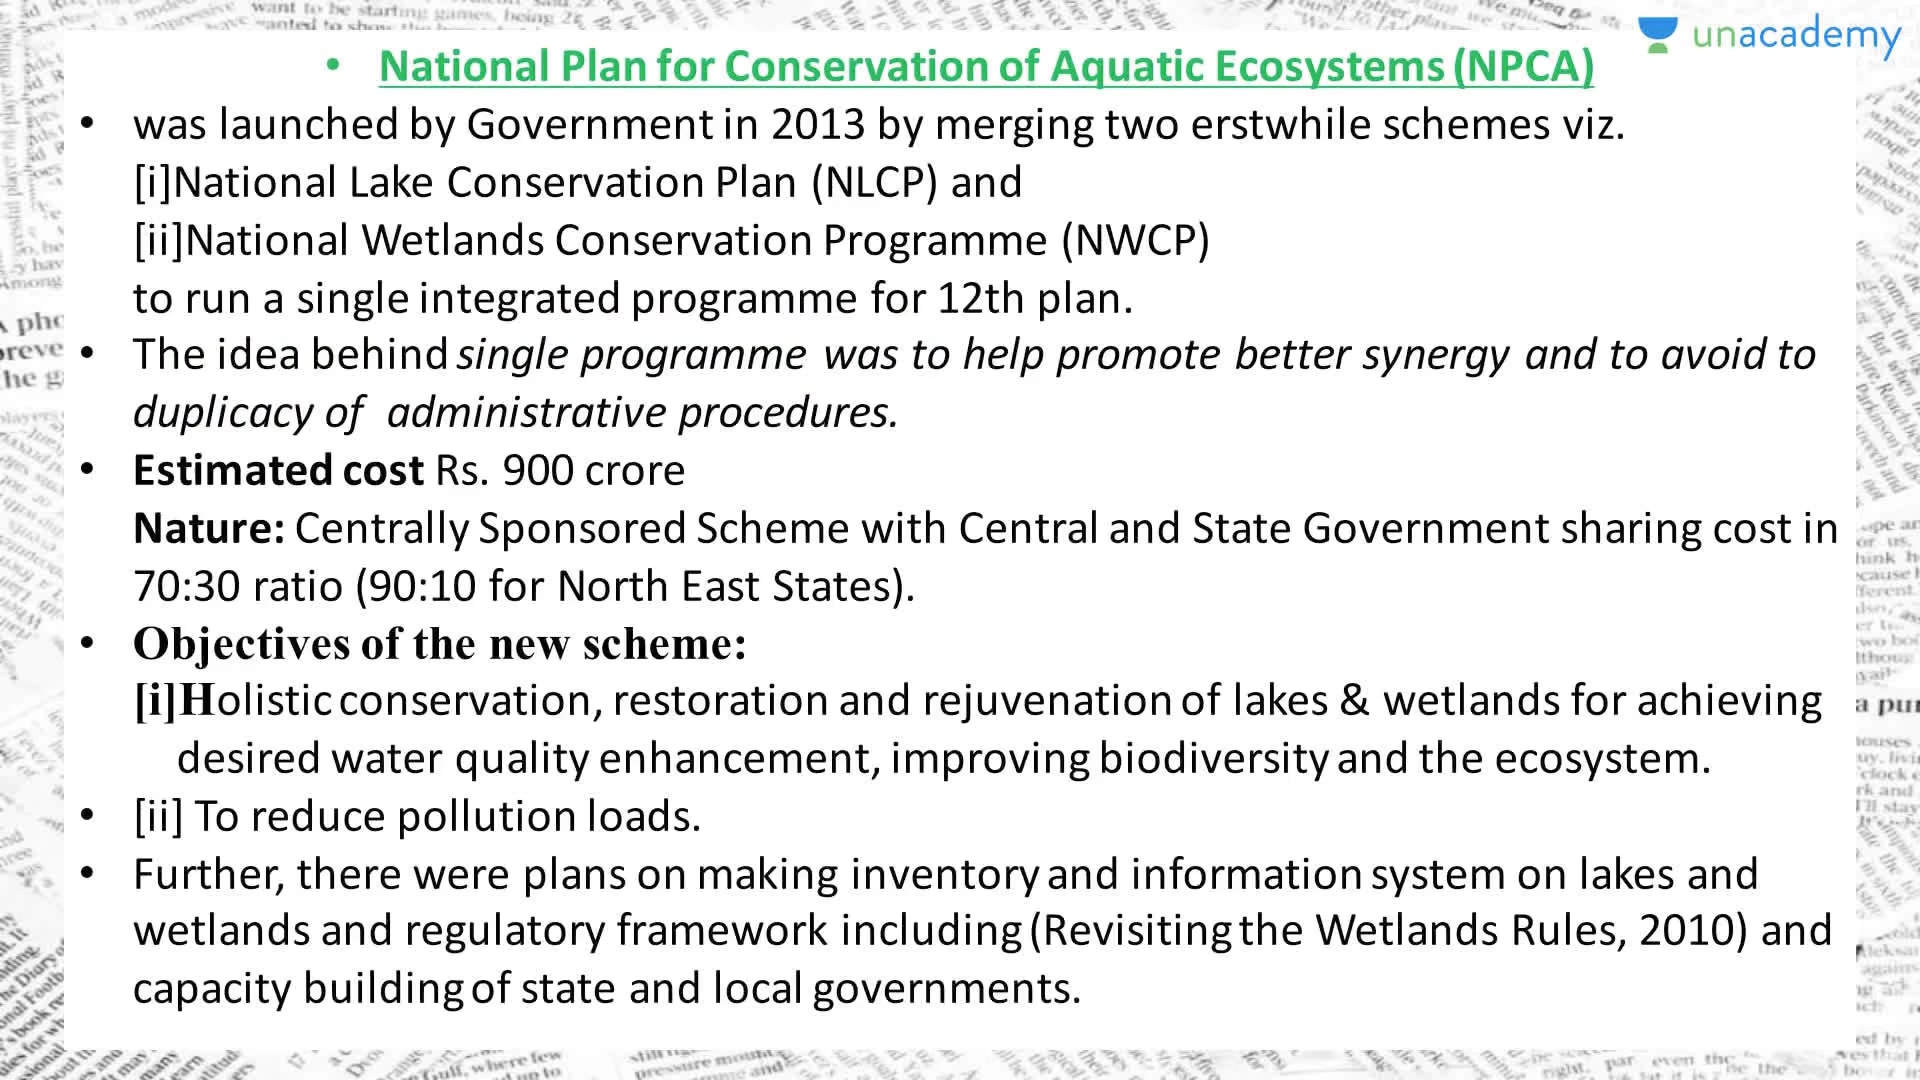 unacademy
• National Plan for Conservation of Aquatic Ecosystems (NPCA)
• was launched by Government in 2013 by merging two erstwhile schemes viz.
[i]National Lake Conservation Plan (NLCP) and
[ii]National Wetlands Conservation Programme (NWCP)
to run a single integrated programme for 12th plan.
• The idea behind single programme was to help promote better synergy and to avoid to
duplicacy of administrative procedures.
• Estimated cost Rs. 900 crore
Nature: Centrally Sponsored Scheme with Central and State Government sharing cost in
70:30 ratio (90:10 for North East States).
• Objectives of the new scheme:
[i]Holistic conservation, restoration and rejuvenation of lakes & wetlands for achieving
desired water quality enhancement, improving biodiversity and the ecosystem.
• [ii] To reduce pollution loads.
• Further, there were plans on making inventory and information system on lakes and
wetlands and regulatory framework including (Revisiting the Wetlands Rules, 2010) and
capacity building of state and local governments.